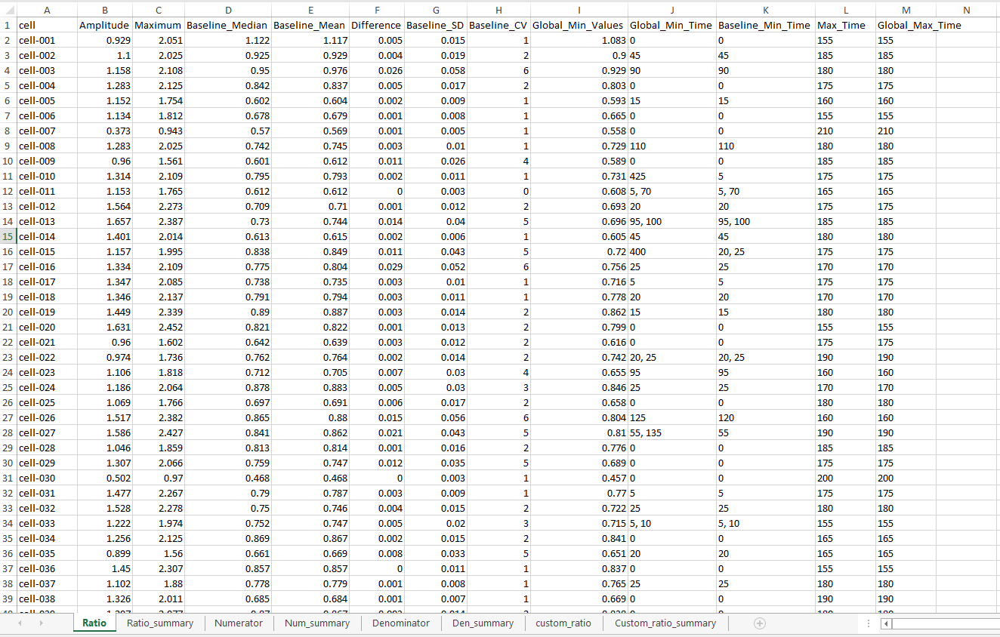 A B C D E F G H I J K L M N
1 cell Amplitude Maximum Baseline_Median Baseline_Mean Difference Baseline_SD Baseline_CV Global_Min_Values Global_Min_Time Baseline_Min_Time Max_Time Global_Max_Time
2 cell-001 0.929 2.051 1.122 1.117 0.005 0.015 1 1.083 0 0 155 155
3 cell-002 1.1 2.025 0.925 0.929 0.004 0.019 2 0.9 45 45 185 185
4 cell-003 1.158 2.108 0.95 0.976 0.026 0.058 6 0.929 90 90 180 180
5 cell-004 1.283 2.125 0.842 0.837 0.005 0.017 2 0.803 0 0 175 175
6 cell-005 1.152 1.754 0.602 0.604 0.002 0.009 1 0.593 15 15 160 160
7 cell-006 1.134 1.812 0.678 0.679 0.001 0.008 1 0.665 0 0 155 155
8 cell-007 0.373 0.943 0.57 0.569 0.001 0.005 1 0.558 0 0 210 210
9 cell-008 1.283 2.025 0.742 0.745 0.003 0.01 1 0.729 110 110 180 180
10 cell-009 0.96 1.561 0.601 0.612 0.011 0.026 4 0.589 0 0 185 185
11 cell-010 1.314 2.109 0.795 0.793 0.002 0.011 1 0.731 425 5 175 175
12 cell-011 1.153 1.765 0.612 0.612 0 0.003 0 0.608 5, 70 5, 70 165 165
13 cell-012 1.564 2.273 0.709 0.71 0.001 0.012 2 0.693 20 20 175 175
14 cell-013 1.657 2.387 0.73 0.744 0.014 0.04 5 0.696 95, 100 95, 100 185 185
15 cell-014 1.401 2.014 0.613 0.615 0.002 0.006 1 0.605 45 45 180 180
16 cell-015 1.157 1.995 0.838 0.849 0.011 0.043 5 0.72 400 20, 25 175 175
17 cell-016 1.334 2.109 0.775 0.804 0.029 0.052 6 0.756 25 25 170 170
18 cell-017 1.347 2.085 0.738 0.735 0.003 0.01 1 0.716 5 5 175 175
19 cell-018 1.346 2.137 0.791 0.794 0.003 0.011 1 0.778 20 20 170 170
20 cell-019 1.449 2.339 0.89 0.887 0.003 0.014 2 0.862 15 15 180 180
21 cell-020 1.631 2.452 0.821 0.822 0.001 0.013 2 0.799 0 0 155 155
22 cell-021 0.96 1.602 0.642 0.639 0.003 0.012 2 0.616 0 0 175 175
23 cell-022 0.974 1.736 0.762 0.764 0.002 0.014 2 0.742 20, 25 20, 25 190 190
24 cell-023 1.106 1.818 0.712 0.705 0.007 0.03 4 0.655 95 95 160 160
25 cell-024 1.186 2.064 0.878 0.883 0.005 0.03 3 0.846 25 25 170 170
26 cell-025 1.069 1.766 0.697 0.691 0.006 0.017 2 0.658 0 0 180 180
27 cell-026 1.517 2.382 0.865 0.88 0.015 0.056 6 0.804 125 120 160 160
28 cell-027 1.586 2.427 0.841 0.862 0.021 0.043 5 0.81 55, 135 55 190 190
29 cell-028 1.046 1.859 0.813 0.814 0.001 0.016 2 0.776 0 0 185 185
30 cell-029 1.307 2.066 0.759 0.747 0.012 0.035 5 0.689 0 0 175 175
31 cell-030 0.502 0.97 0.468 0.468 0 0.003 1 0.457 0 0 200 200
32 cell-031 1.477 2.267 0.79 0.787 0.003 0.009 1 0.77 5 5 175 175
33 cell-032 1.528 2.278 0.75 0.746 0.004 0.015 2 0.722 25 25 180 180
34 cell-033 1.222 1.974 0.752 0.747 0.005 0.02 3 0.715 5, 10 5, 10 155 155
35 cell-034 1.256 2.125 0.869 0.867 0.002 0.015 2 0.841 0 0 165 165
36 cell-035 0.899 1.56 0.661 0.669 0.008 0.033 5 0.651 20 20 165 165
37 cell-036 1.45 2.307 0.857 0.857 0 0.011 1 0.837 0 0 155 155
38 cell-037 1.102 1.88 0.778 0.779 0.001 0.008 1 0.765 25 25 180 180
39 cell-038 1.326 2.011 0.685 0.684 0.001 0.007 1 0.669 0 0 190 190
Ratio Ratio_summary Numerator Num_summary Denominator Den_summary custom_ratio Custom_ratio_summary